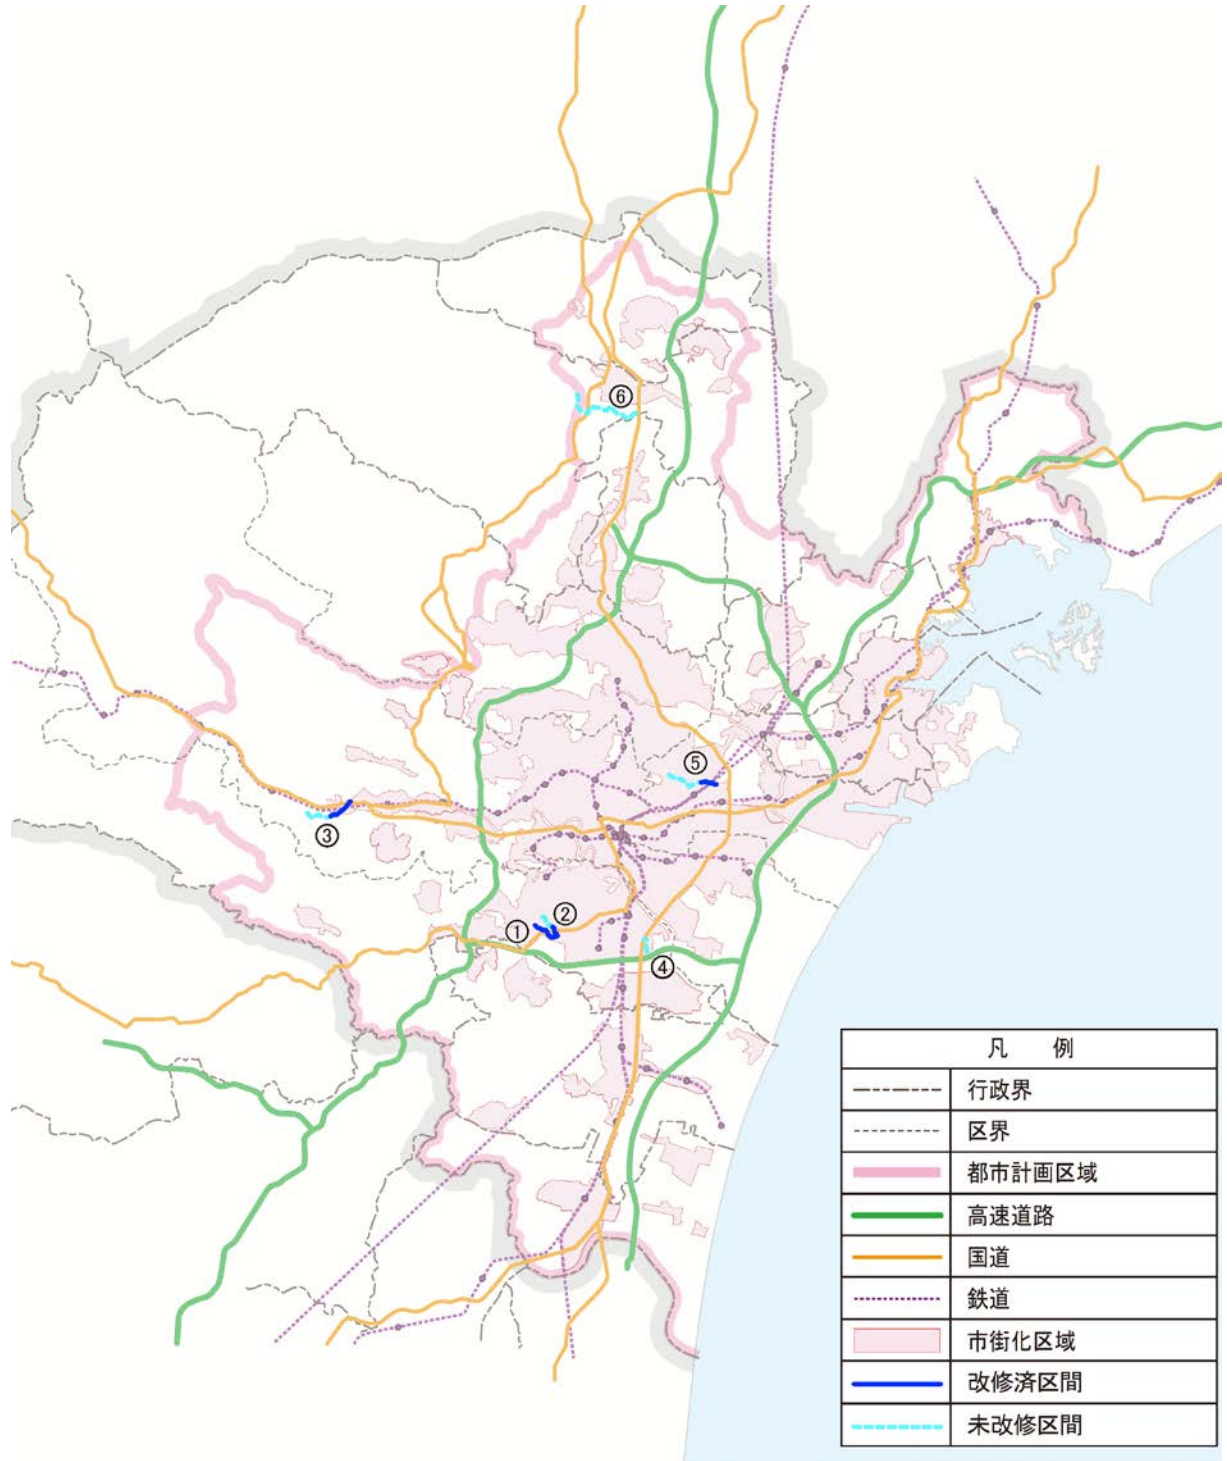 ⑥
⑤
③
①
②
④
凡 例
行政界
区界
都市計画区域
高速道路
国道
鉄道
市街化区域
改修済区間
未改修区間